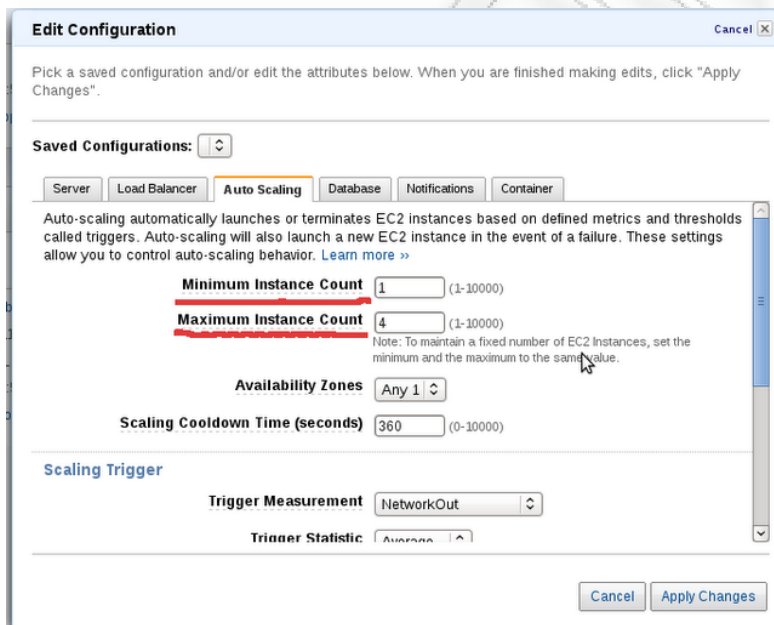 Edit Configuration
Cancel
Pick a saved configuration and/or edit the attributes below. When you are finished making edits, click "Apply
Changes".
Saved Configurations:
Server Load Balancer Auto Scaling Database Notifications Container
Auto-scaling automatically launches or terminates EC2 instances based on defined metrics and thresholds
called triggers. Auto-scaling will also launch a new EC2 instance in the event of a failure. These settings
allow you to control auto-scaling behavior. Learn more »
Minimum Instance Count 1 (1-10000)
Maximum Instance Count 4 (1-10000)
Note: To maintain a fixed number of EC2 Instances, set the
minimum and the maximum to the same value.
Availability Zones Any 1
Scaling Cooldown Time (seconds) 360 (0-10000)
Scaling Trigger
Trigger Measurement NetworkOut
Trigger Statistic Average
Cancel Apply Changes